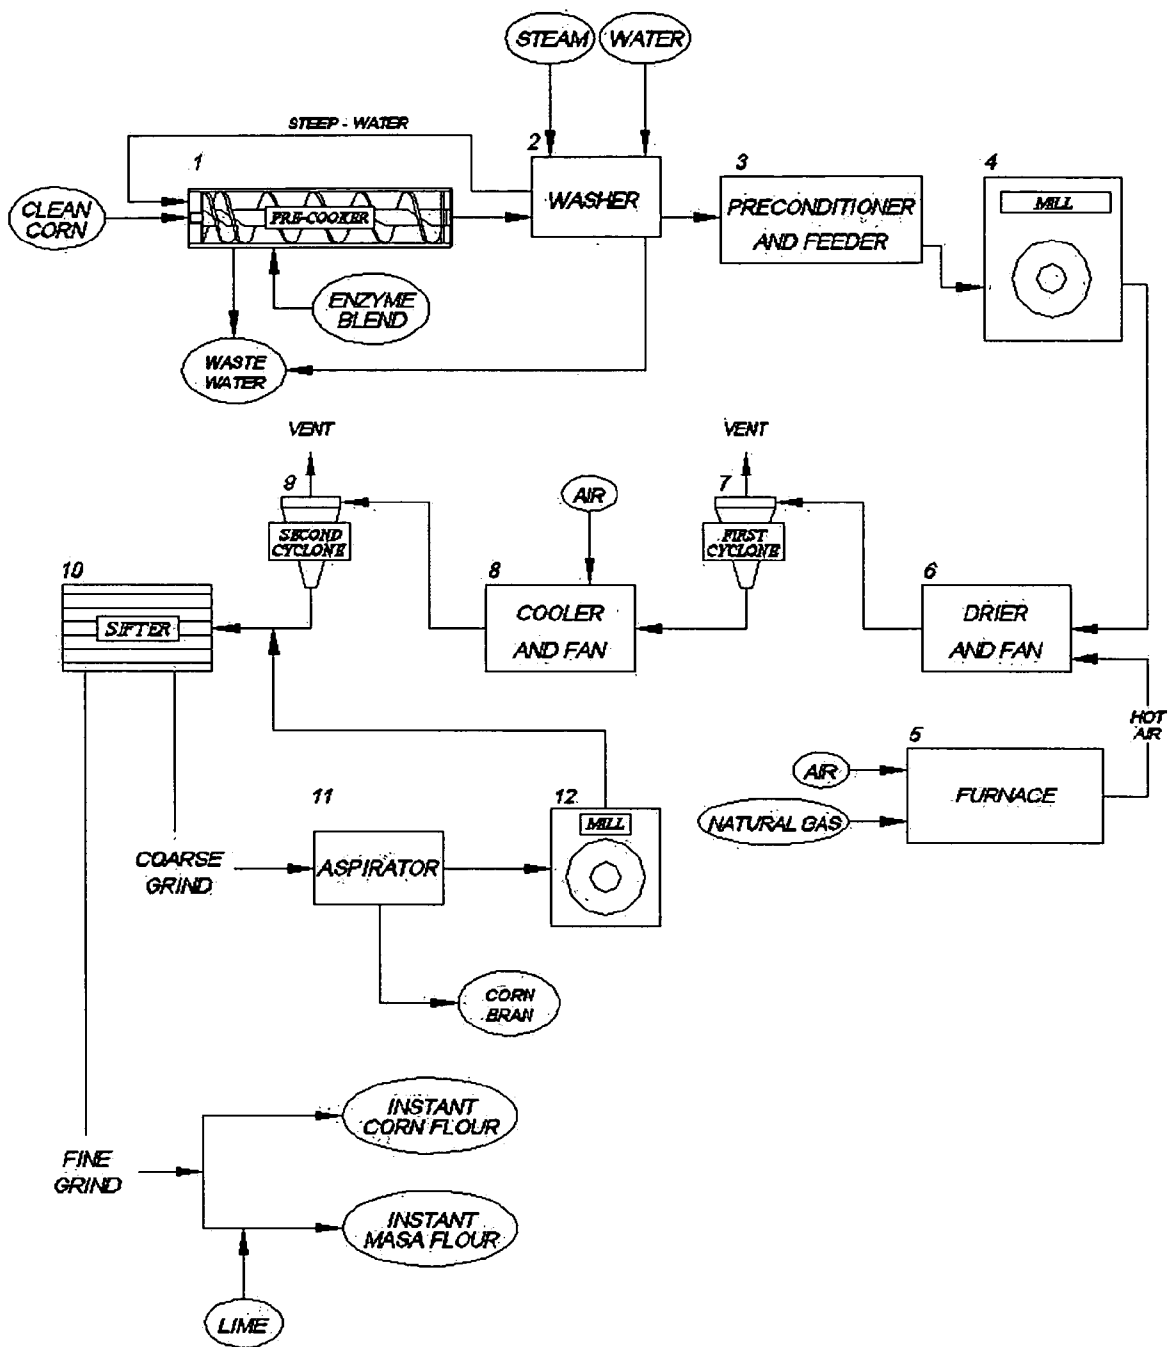 STEAM
WATER
STEEP - WATER
1
2
3
4
CLEAN
CORN
PRE-COOKER
WASHER
PRECONDITIONER
AND FEEDER
MILL
ENZYME
BLEND
WASTE
WATER
VENT
VENT
9
AIR
7
SECOND
CYCLONE
FIRST
CYCLONE
10
8
6
SIFTER
COOLER
AND FAN
DRIER
AND FAN
HOT
AIR
5
11
12
AIR
FURNACE
MILL
NATURAL GAS
COARSE
GRIND
ASPIRATOR
CORN
BRAN
INSTANT
CORN FLOUR
FINE
GRIND
INSTANT
MASA FLOUR
LIME